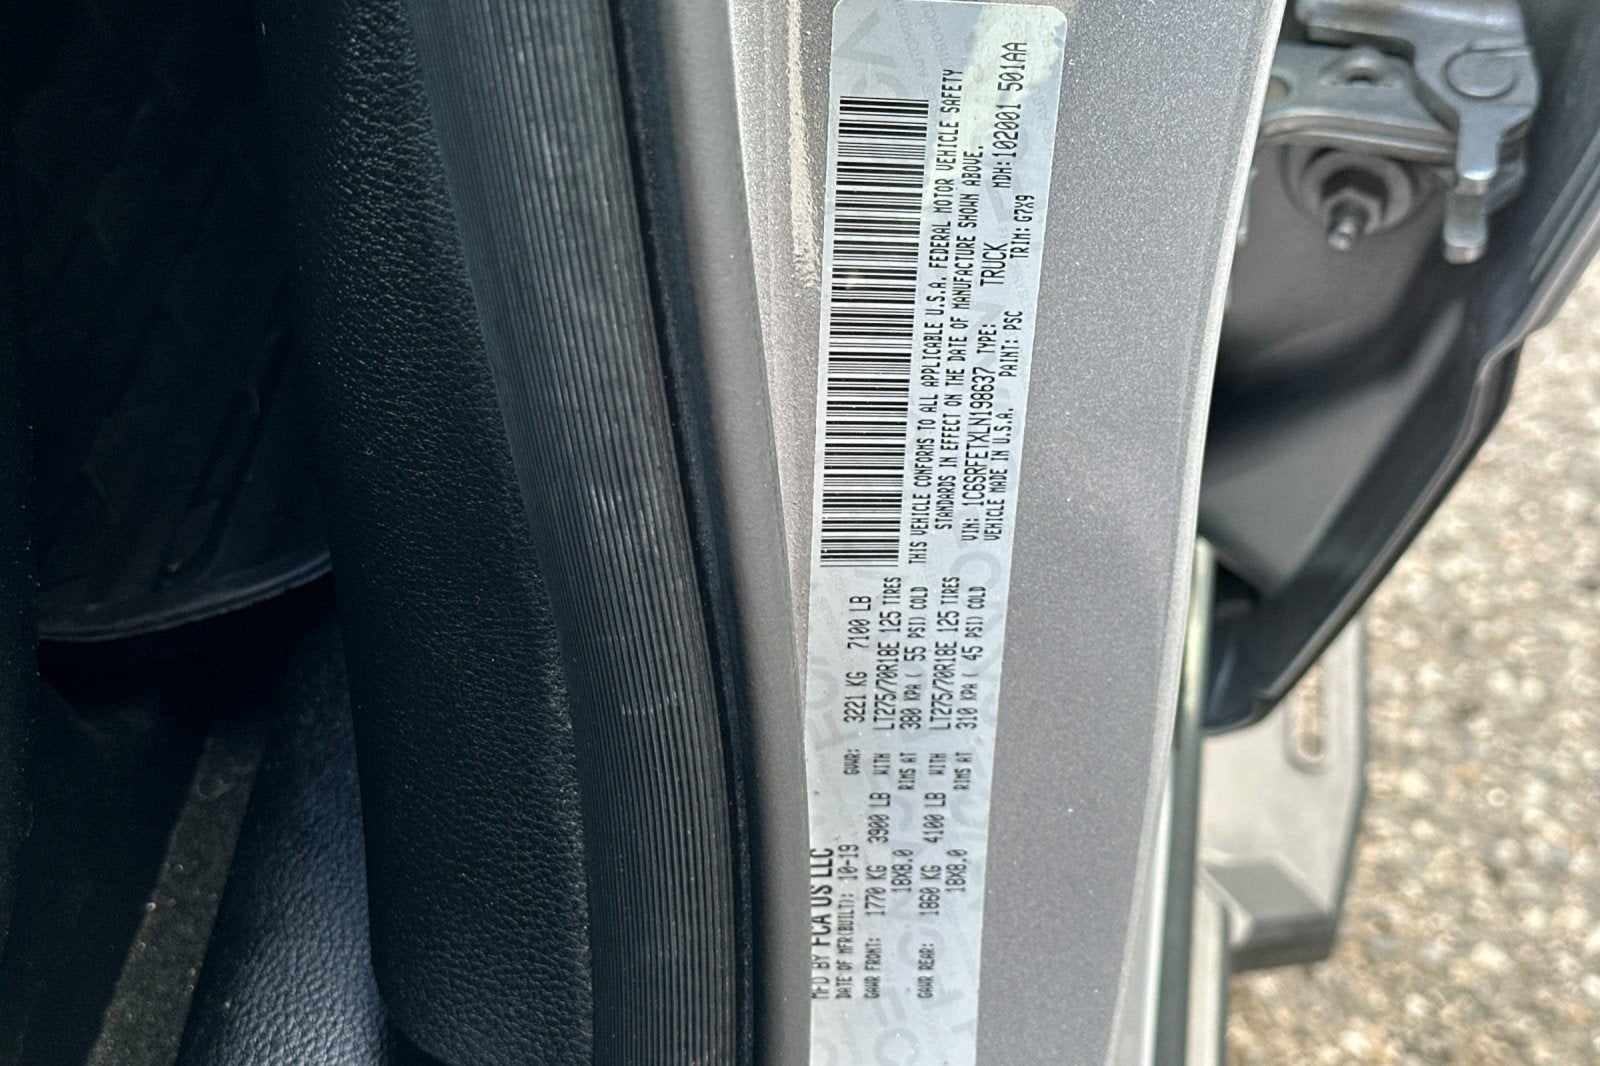 MFD BY FCA US LLC
DATE OF MFR(BUILT): 10-19 GVWR: 3221 KG 7100 LB
GAWR FRONT: 1770 KG 3900 LB WITH LT275/70R18E 125 TIRES
18X8.0 RIMS AT 380 KPA ( 55 PSI) COLD
GAWR REAR: 1860 KG 4100 LB WITH LT275/70R18E 125 TIRES
18X8.0 RIMS AT 310 KPA ( 45 PSI) COLD
THIS VEHICLE CONFORMS TO ALL APPLICABLE U.S.A. FEDERAL MOTOR VEHICLE SAFETY
STANDARDS IN EFFECT ON THE DATE OF MANUFACTURE SHOWN ABOVE.
VIN: 1C6SRFETXLN198637 TYPE: TRUCK MDH:102001 501AA
VEHICLE MADE IN U.S.A. PAINT: PSC TRIM: G7X9